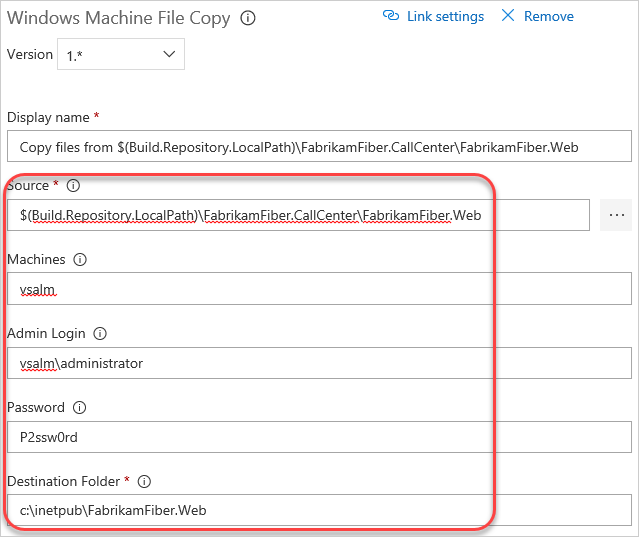 Windows Machine File Copy
Link settings
Remove
Version 1.*
Display name *
Copy files from $(Build.Repository.LocalPath)\FabrikamFiber.CallCenter\FabrikamFiber.Web
Source *
$(Build.Repository.LocalPath)\FabrikamFiber.CallCenter\FabrikamFiber.Web
...
Machines
vsalm
Admin Login
vsalm\administrator
Password
P2ssw0rd
Destination Folder *
c:\inetpub\FabrikamFiber.Web